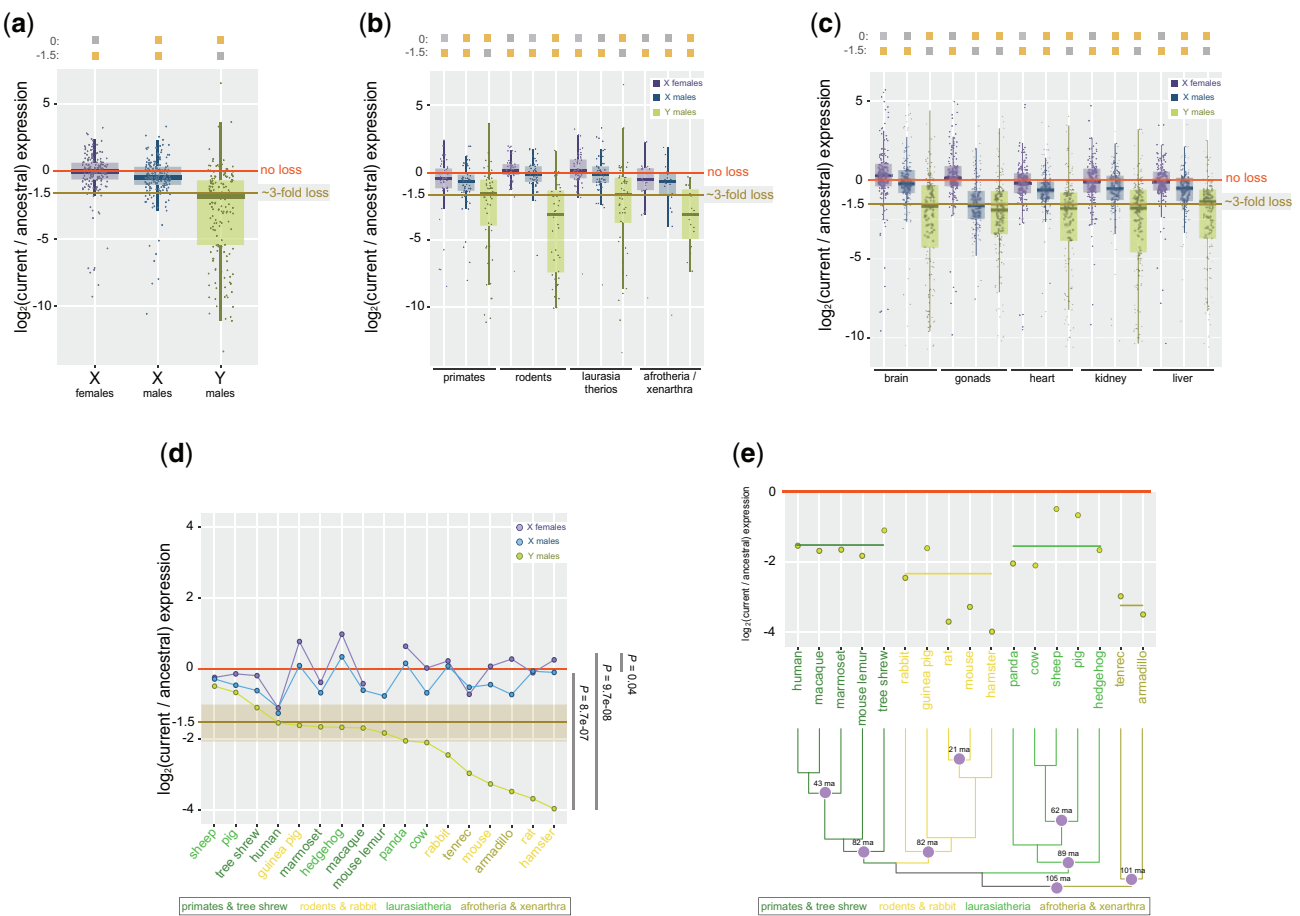 (a)
0:
-1.5:
log2(current / ancestral) expression
5
0
-1.5
-5
-10
no loss
~3-fold loss
X
females
X
males
Y
males
(b)
0:
-1.5:
log2(current / ancestral) expression
5
0
-1.5
-5
-10
X females
X males
Y males
no loss
~3-fold loss
primates
rodents
laurasia
therios
afrotheria /
xenarthra
(c)
0:
-1.5:
log2(current / ancestral) expression
5
0
-1.5
-5
-10
X females
X males
Y males
no loss
~3-fold loss
brain
gonads
heart
kidney
liver
(d)
log2(current / ancestral) expression
4
2
0
-1.5
-2
-4
X females
X males
Y males
P = 8.7e-07
P = 9.7e-08
P = 0.04
sheep
pig
tree shrew
human
guinea pig
marmoset
hedgehog
macaque
mouse lemur
panda
cow
rabbit
tenrec
mouse
armadillo
rat
hamster
primates & tree shrew rodents & rabbit laurasiatheria afrotheria & xenarthra
(e)
log2(current / ancestral) expression
0
-2
-4
human
macaque
marmoset
mouse lemur
tree shrew
rabbit
guinea pig
rat
mouse
hamster
panda
cow
sheep
pig
hedgehog
tenrec
armadillo
21 ma
43 ma
62 ma
82 ma
82 ma
89 ma
101 ma
105 ma
primates & tree shrew rodents & rabbit laurasiatheria afrotheria & xenarthra